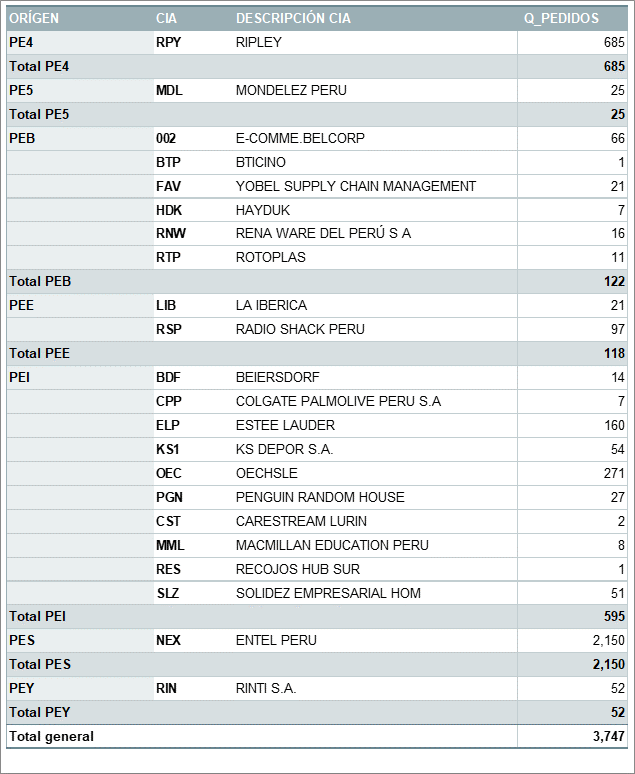 ORÍGEN CIA DESCRIPCIÓN CIA Q_PEDIDOS
PE4 RPY RIPLEY 685
Total PE4 685
PE5 MDL MONDELEZ PERU 25
Total PE5 25
PEB 002 E-COMME.BELCORP 66
BTP BTICINO 1
FAV YOBEL SUPPLY CHAIN MANAGEMENT 21
HDK HAYDUK 7
RNW RENA WARE DEL PERÚ S A 16
RTP ROTOPLAS 11
Total PEB 122
PEE LIB LA IBERICA 21
RSP RADIO SHACK PERU 97
Total PEE 118
PEI BDF BEIERSDORF 14
CPP COLGATE PALMOLIVE PERU S.A 7
ELP ESTEE LAUDER 160
KS1 KS DEPOR S.A. 54
OEC OECHSLE 271
PGN PENGUIN RANDOM HOUSE 27
CST CARESTREAM LURIN 2
MML MACMILLAN EDUCATION PERU 8
RES RECOJOS HUB SUR 1
SLZ SOLIDEZ EMPRESARIAL HOM 51
Total PEI 595
PES NEX ENTEL PERU 2,150
Total PES 2,150
PEY RIN RINTI S.A. 52
Total PEY 52
Total general 3,747